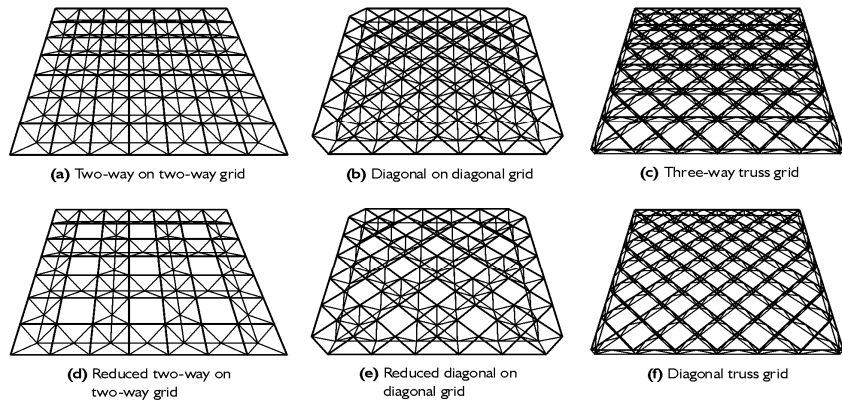 (a) Two-way on two-way grid
(b) Diagonal on diagonal grid
(c) Three-way truss grid
(d) Reduced two-way on
two-way grid
(e) Reduced diagonal on
diagonal grid
(f) Diagonal truss grid